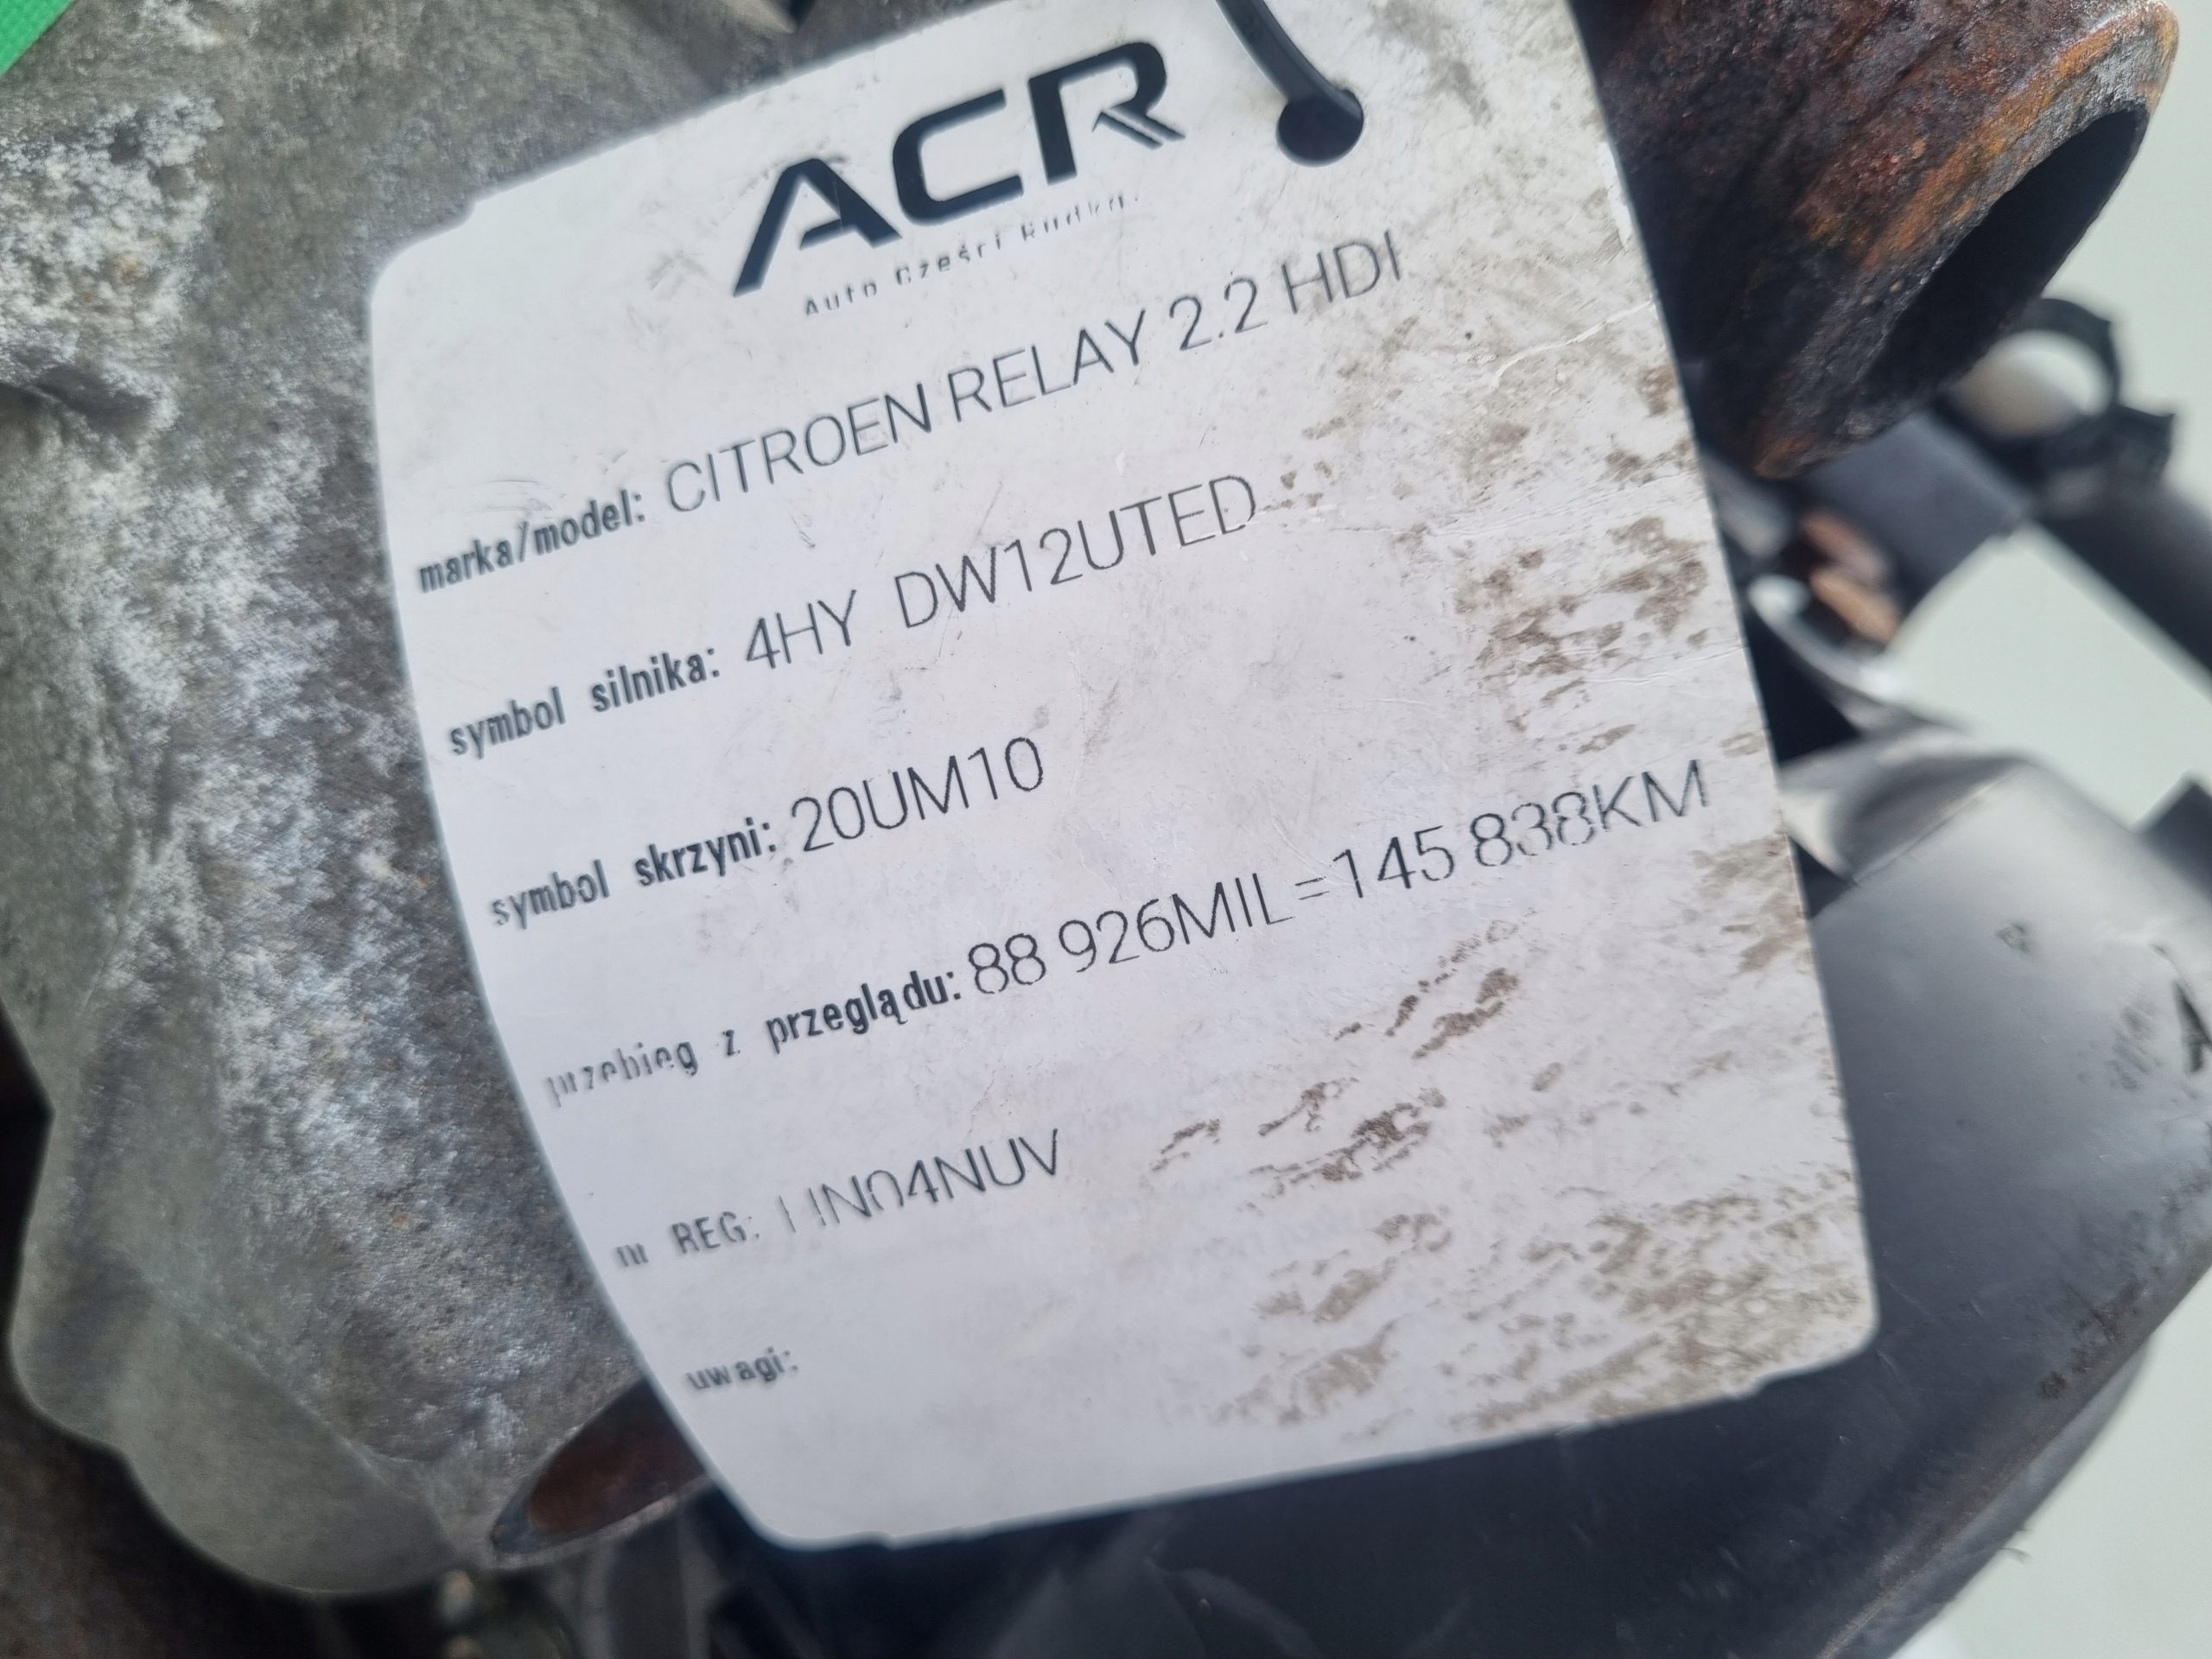 ACR
Auto Części
marka/model: CITROEN RELAY 2.2 HDI
symbol silnika: 4HY DW12UTED
symbol skrzyni: 20UM10
przebieg z przeglądu: 88 926MIL=145 838KM
nr REG:
uwagi: